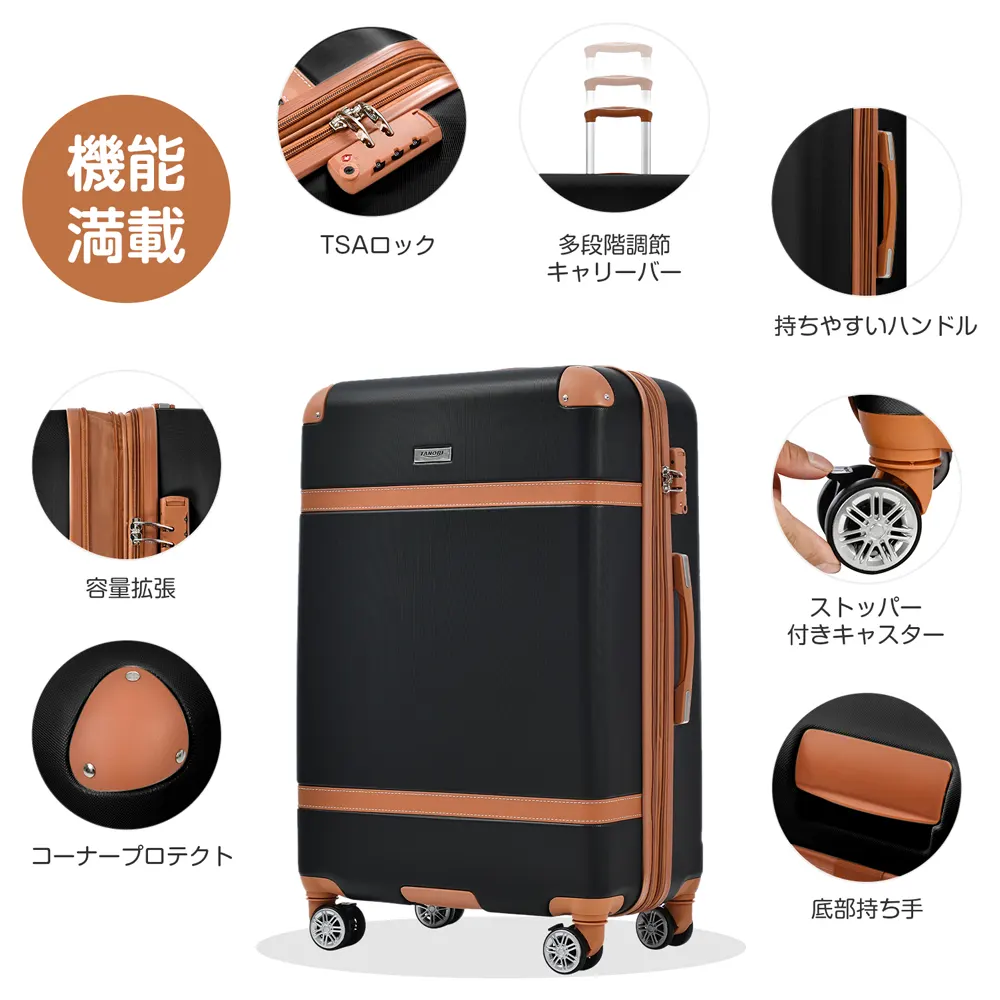 機能
満載
TSAロック
多段階調節
キャリーバー
持ちやすいハンドル
TANOBI
容量拡張
ストッパー
付きキャスター
コーナープロテクト
底部持ち手